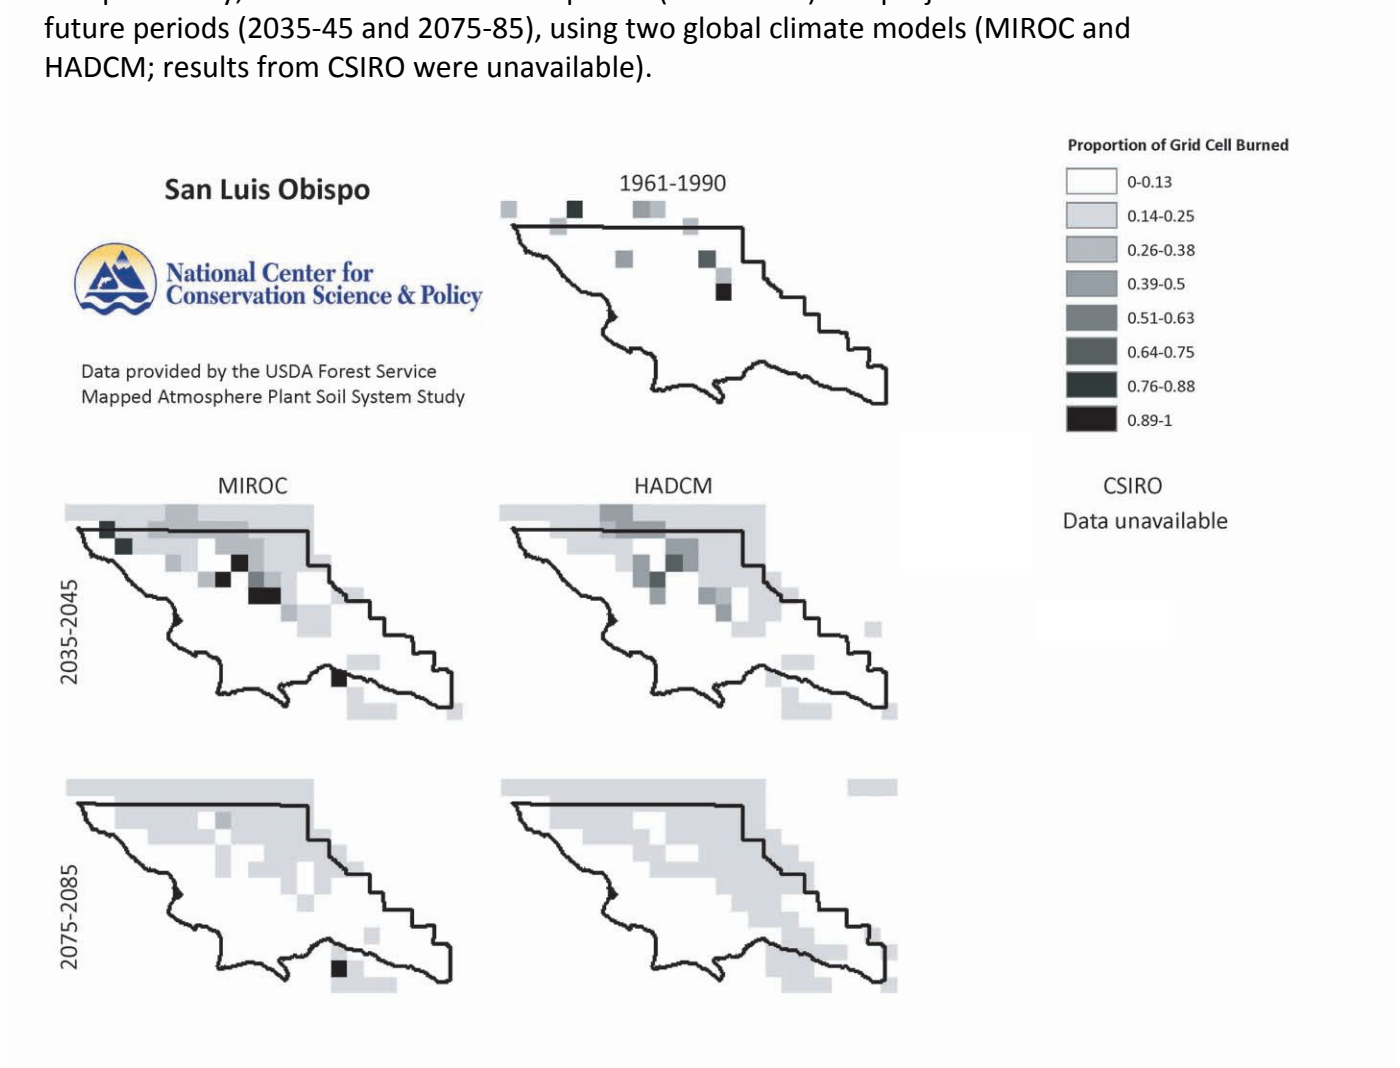 future periods (2035-45 and 2075-85), using two global climate models (MIROC and
HADCM; results from CSIRO were unavailable).
Proportion of Grid Cell Burned
0-0.13
0.14-0.25
0.26-0.38
0.39-0.5
0.51-0.63
0.64-0.75
0.76-0.88
0.89-1
San Luis Obispo
1961-1990
National Center for
Conservation Science & Policy
Data provided by the USDA Forest Service
Mapped Atmosphere Plant Soil System Study
MIROC
HADCM
CSIRO
Data unavailable
2035-2045
2075-2085